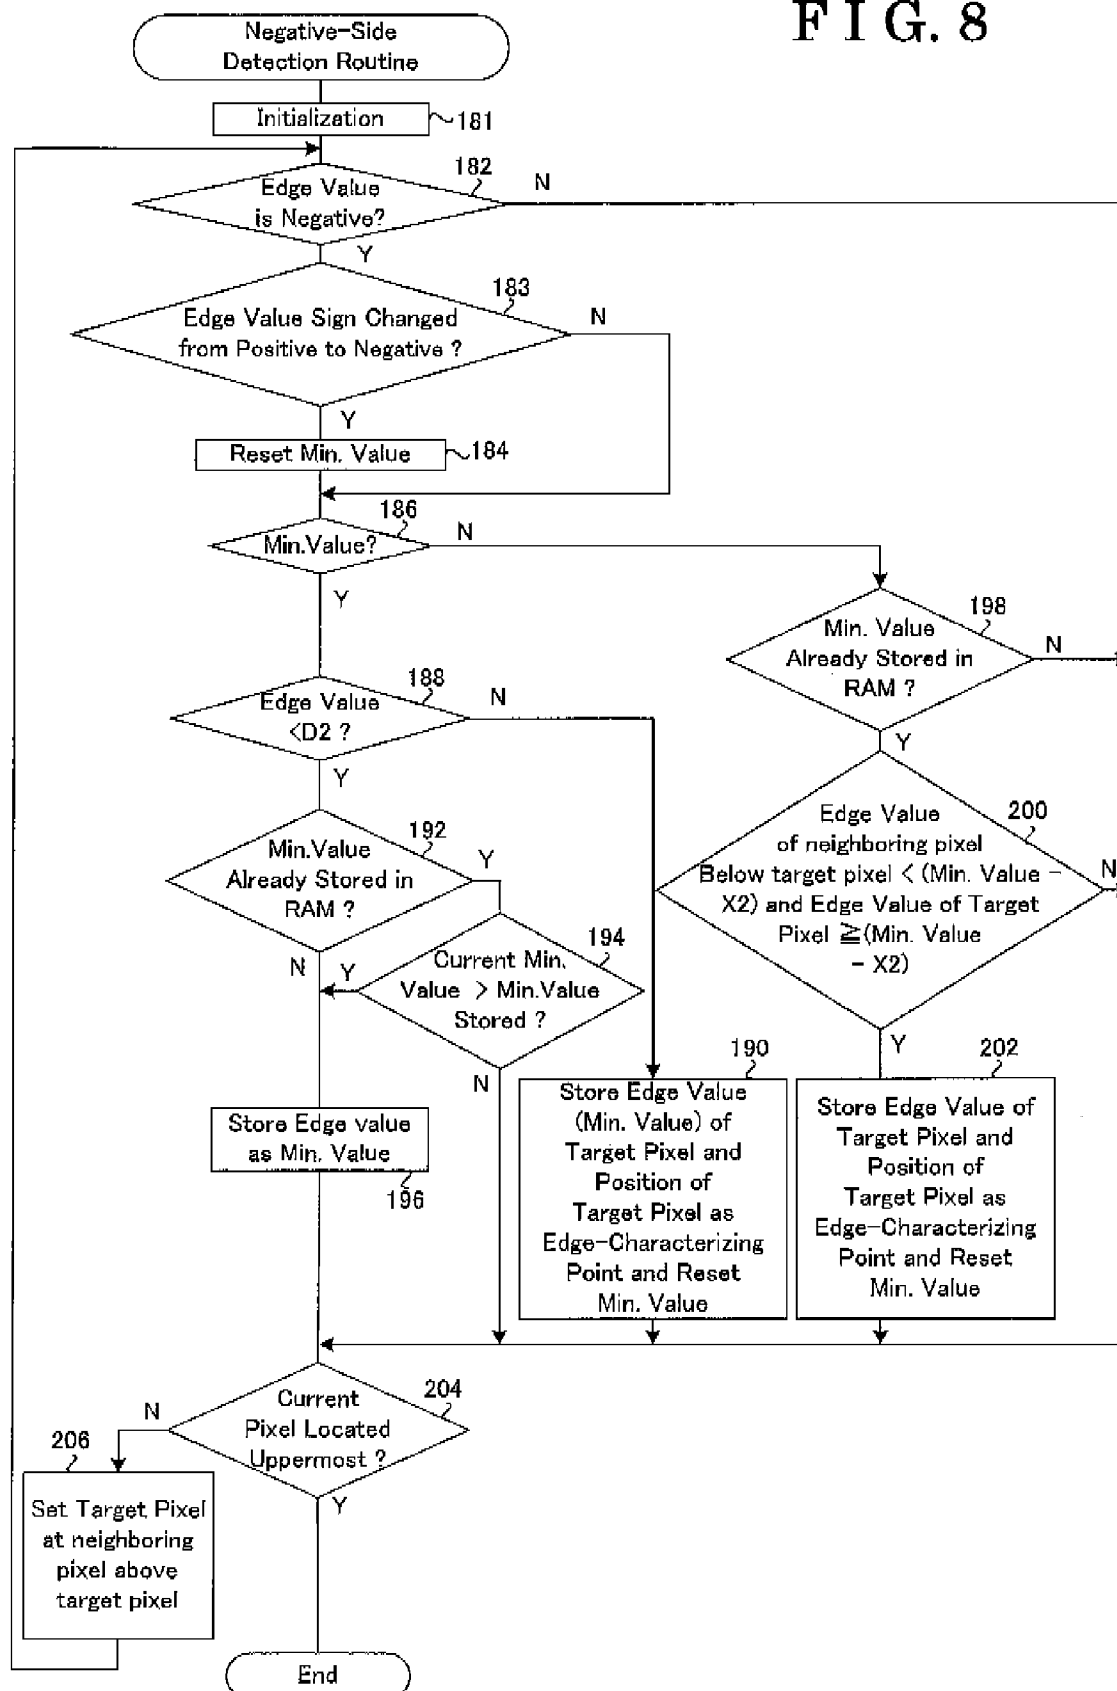 FIG. 8
Negative-Side
Detection Routine
Initialization
181
182
Edge Value
is Negative?
N
Y
183
Edge Value Sign Changed
from Positive to Negative ?
N
Y
Reset Min. Value
184
186
Min.Value?
N
Y
198
Min. Value
Already Stored in
RAM ?
N
Y
188
Edge Value
<D2 ?
N
Y
192
Min.Value
Already Stored in
RAM ?
Y
N
200
Edge Value
of neighboring pixel
Below target pixel < (Min. Value -
X2) and Edge Value of Target
Pixel ≧(Min. Value
- X2)
N
Y
194
Current Min.
Value > Min.Value
Stored ?
Y
N
190
Store Edge Value
(Min. Value) of
Target Pixel and
Position of
Target Pixel as
Edge-Characterizing
Point and Reset
Min. Value
202
Store Edge Value of
Target Pixel and
Position of
Target Pixel as
Edge-Characterizing
Point and Reset
Min. Value
Store Edge value
as Min. Value
196
204
Current
Pixel Located
Uppermost ?
N
Y
206
Set Target Pixel
at neighboring
pixel above
target pixel
End